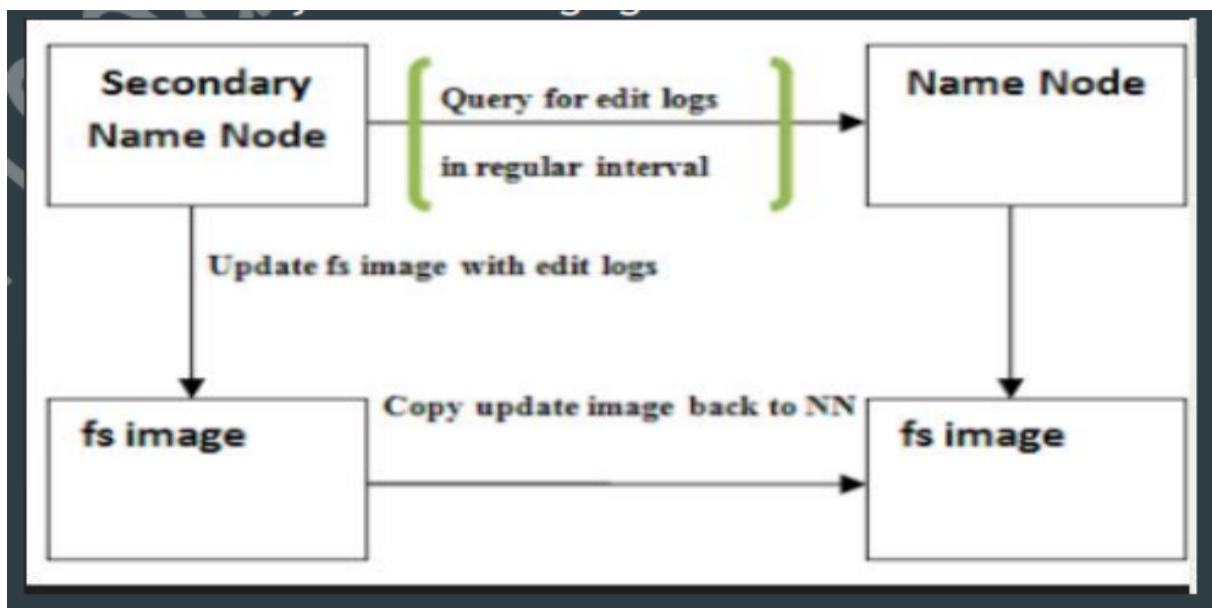 Secondary
Name Node
Query for edit logs
in regular interval
Name Node
Update fs image with edit logs
fs image
Copy update image back to NN
fs image